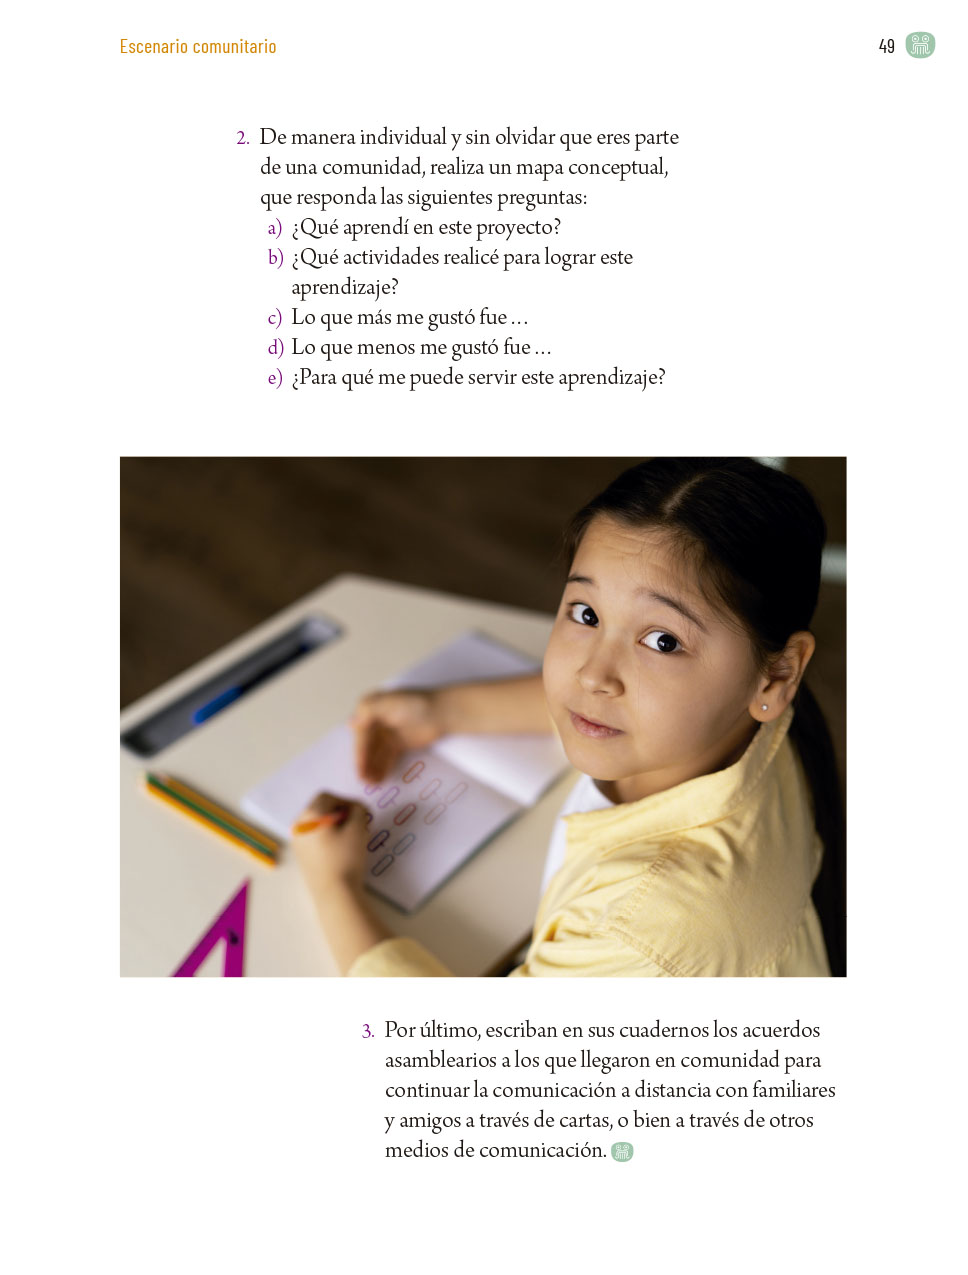 Escenario comunitario
49
2. De manera individual y sin olvidar que eres parte
de una comunidad, realiza un mapa conceptual,
que responda las siguientes preguntas:
a) ¿Qué aprendí en este proyecto?
b) ¿Qué actividades realicé para lograr este
aprendizaje?
c) Lo que más me gustó fue ...
d) Lo que menos me gustó fue ...
e) ¿Para qué me puede servir este aprendizaje?
3. Por último, escriban en sus cuadernos los acuerdos
asamblearios a los que llegaron en comunidad para
continuar la comunicación a distancia con familiares
y amigos a través de cartas, o bien a través de otros
medios de comunicación.